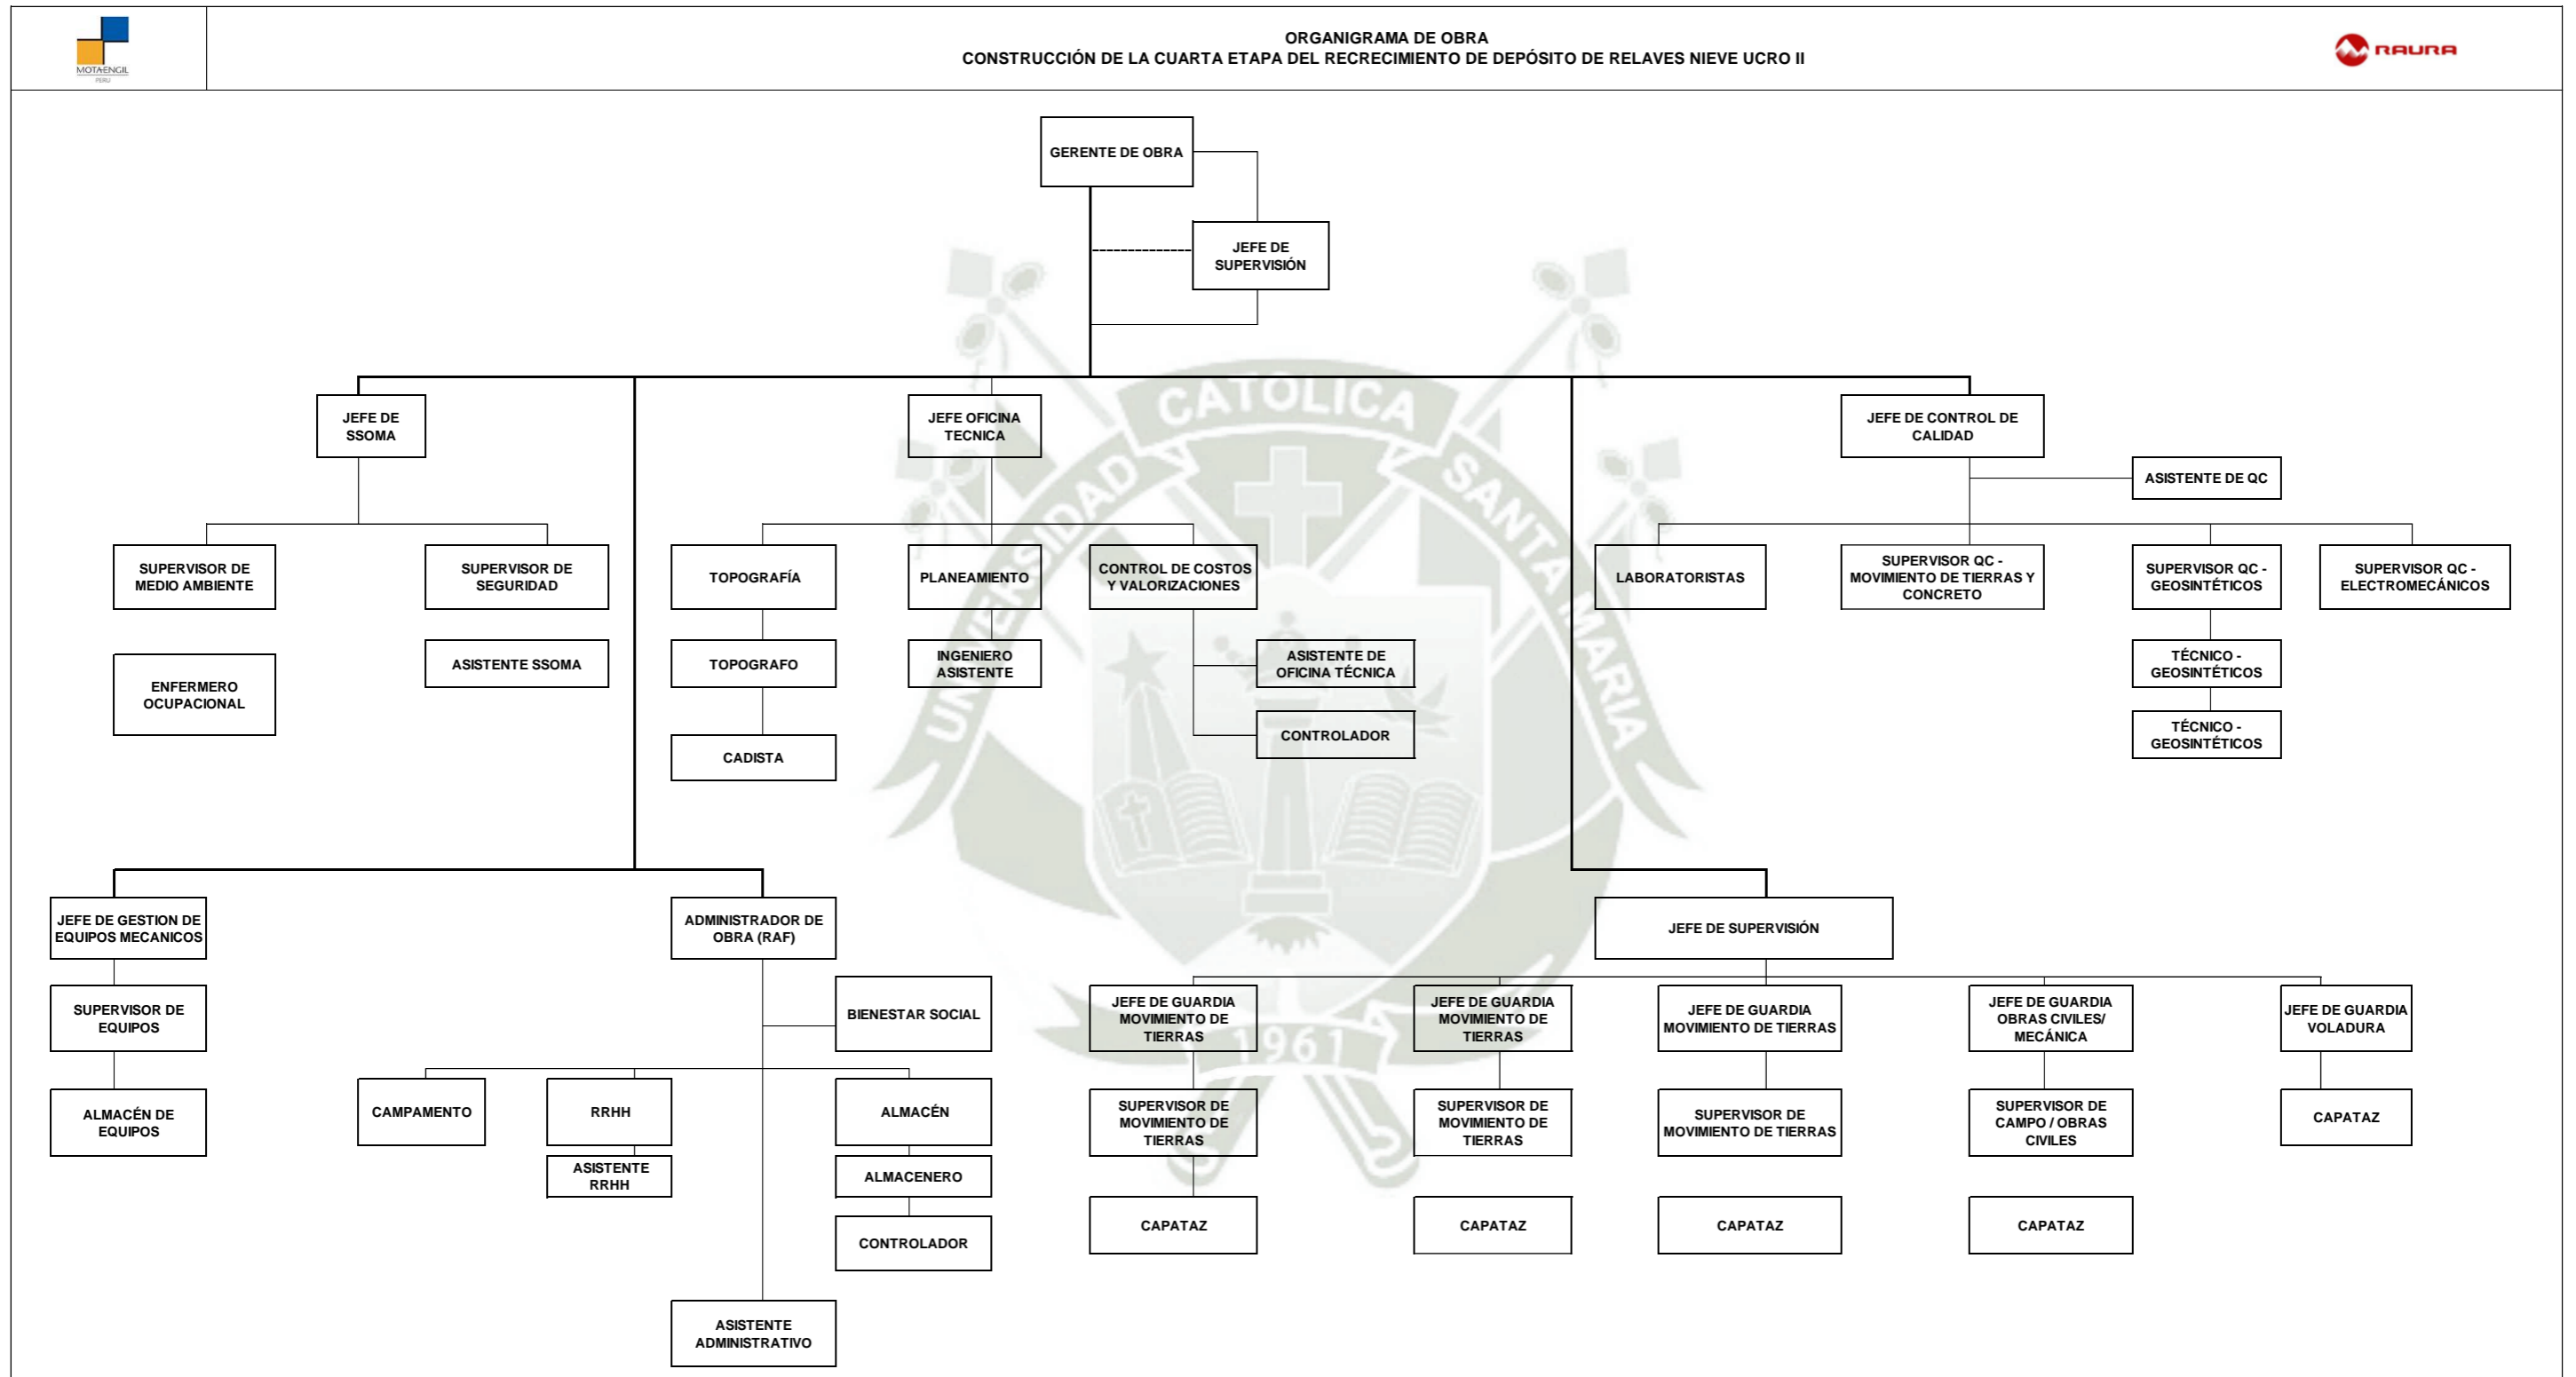 MOTA-ENGIL
PERU
ORGANIGRAMA DE OBRA
CONSTRUCCIÓN DE LA CUARTA ETAPA DEL RECRECIMIENTO DE DEPÓSITO DE RELAVES NIEVE UCRO II
RAURA
GERENTE DE OBRA
JEFE DE
SUPERVISIÓN
JEFE DE
SSOMA
JEFE OFICINA
TECNICA
JEFE DE CONTROL DE
CALIDAD
ASISTENTE DE QC
SUPERVISOR DE
MEDIO AMBIENTE
SUPERVISOR DE
SEGURIDAD
TOPOGRAFÍA
PLANEAMIENTO
CONTROL DE COSTOS
Y VALORIZACIONES
LABORATORISTAS
SUPERVISOR QC -
MOVIMIENTO DE TIERRAS Y
CONCRETO
SUPERVISOR QC -
GEOSINTÉTICOS
SUPERVISOR QC -
ELECTROMECÁNICOS
ENFERMERO
OCUPACIONAL
ASISTENTE SSOMA
TOPOGRAFO
INGENIERO
ASISTENTE
ASISTENTE DE
OFICINA TÉCNICA
TÉCNICO -
GEOSINTÉTICOS
CADISTA
CONTROLADOR
TÉCNICO -
GEOSINTÉTICOS
JEFE DE GESTION DE
EQUIPOS MECANICOS
ADMINISTRADOR DE
OBRA (RAF)
JEFE DE SUPERVISIÓN
SUPERVISOR DE
EQUIPOS
BIENESTAR SOCIAL
JEFE DE GUARDIA
MOVIMIENTO DE
TIERRAS
JEFE DE GUARDIA
MOVIMIENTO DE
TIERRAS
JEFE DE GUARDIA
MOVIMIENTO DE TIERRAS
JEFE DE GUARDIA
OBRAS CIVILES/
MECÁNICA
JEFE DE GUARDIA
VOLADURA
ALMACÉN DE
EQUIPOS
CAMPAMENTO
RRHH
ALMACÉN
SUPERVISOR DE
MOVIMIENTO DE
TIERRAS
SUPERVISOR DE
MOVIMIENTO DE
TIERRAS
SUPERVISOR DE
MOVIMIENTO DE TIERRAS
SUPERVISOR DE
CAMPO / OBRAS
CIVILES
CAPATAZ
ASISTENTE
RRHH
ALMACENERO
CONTROLADOR
CAPATAZ
CAPATAZ
CAPATAZ
CAPATAZ
ASISTENTE
ADMINISTRATIVO
UNIVERSIDAD CATOLICA SANTA MARIA
1961